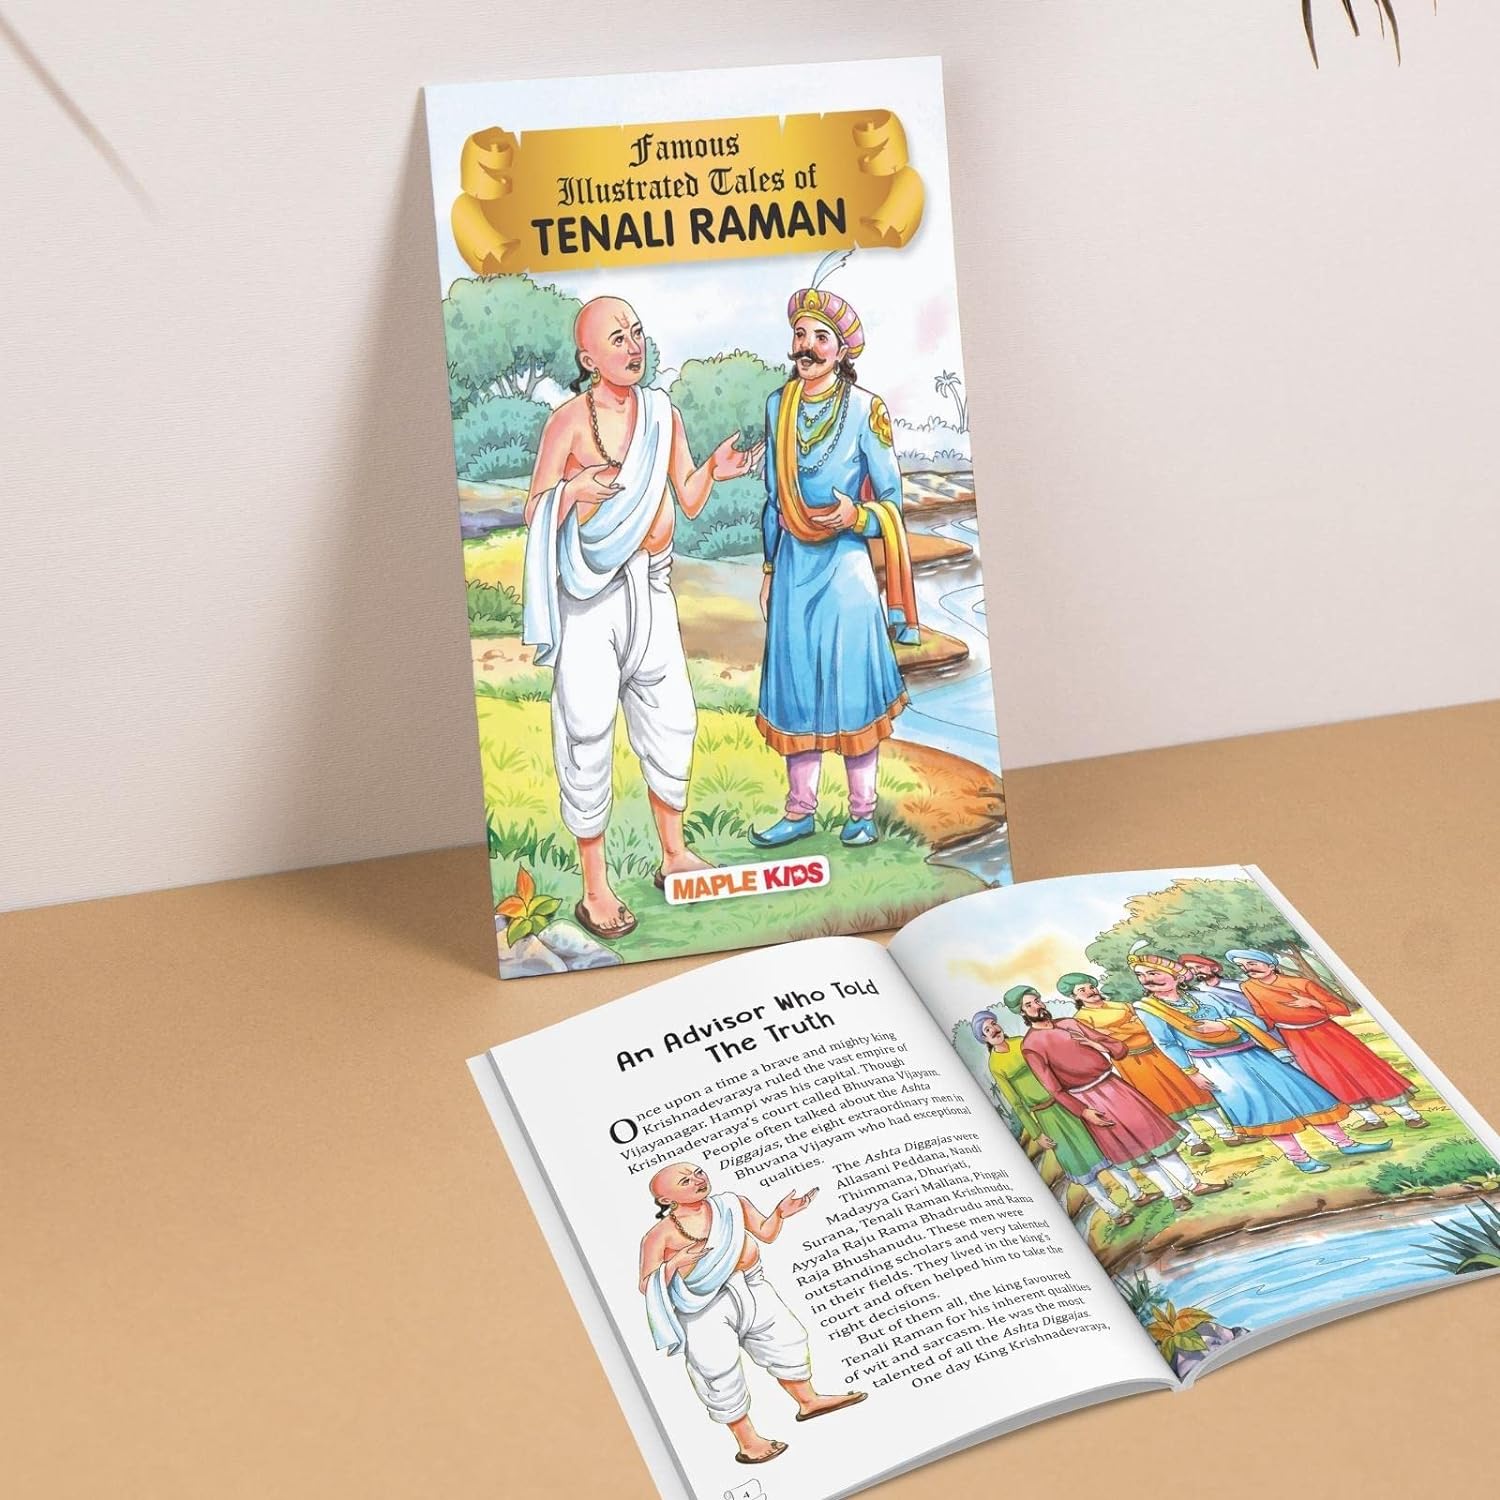 Famous
Illustrated Tales of
TENALI RAMAN
MAPLE KIDS
An Advisor Who Told
The Truth
Once upon a time a brave and mighty king
Krishnadevaraya ruled the vast empire of
Vijayanagar. Hampi was his capital. Though
Krishnadevaraya's court called Bhuvana Vijayam.
People often talked about the Ashta
Diggajas, the eight extraordinary men in
Bhuvana Vijayam who had exceptional
qualities.
The Ashta Diggajas were
Allasani Peddana, Nandi
Thimmana, Dhurjati,
Madayya Gari Mallana, Pingali
Surana, Tenali Raman Krishnudu,
Ayyala Raju Rama Bhadrudu and Rama
Raja Bhushanudu. These men were
outstanding scholars and very talented
in their fields. They lived in the king's
court and often helped him to take the
right decisions.
But of them all, the king favoured
Tenali Raman for his inherent qualities
of wit and sarcasm. He was the most
talented of all the Ashta Diggajas.
One day King Krishnadevaraya,
4